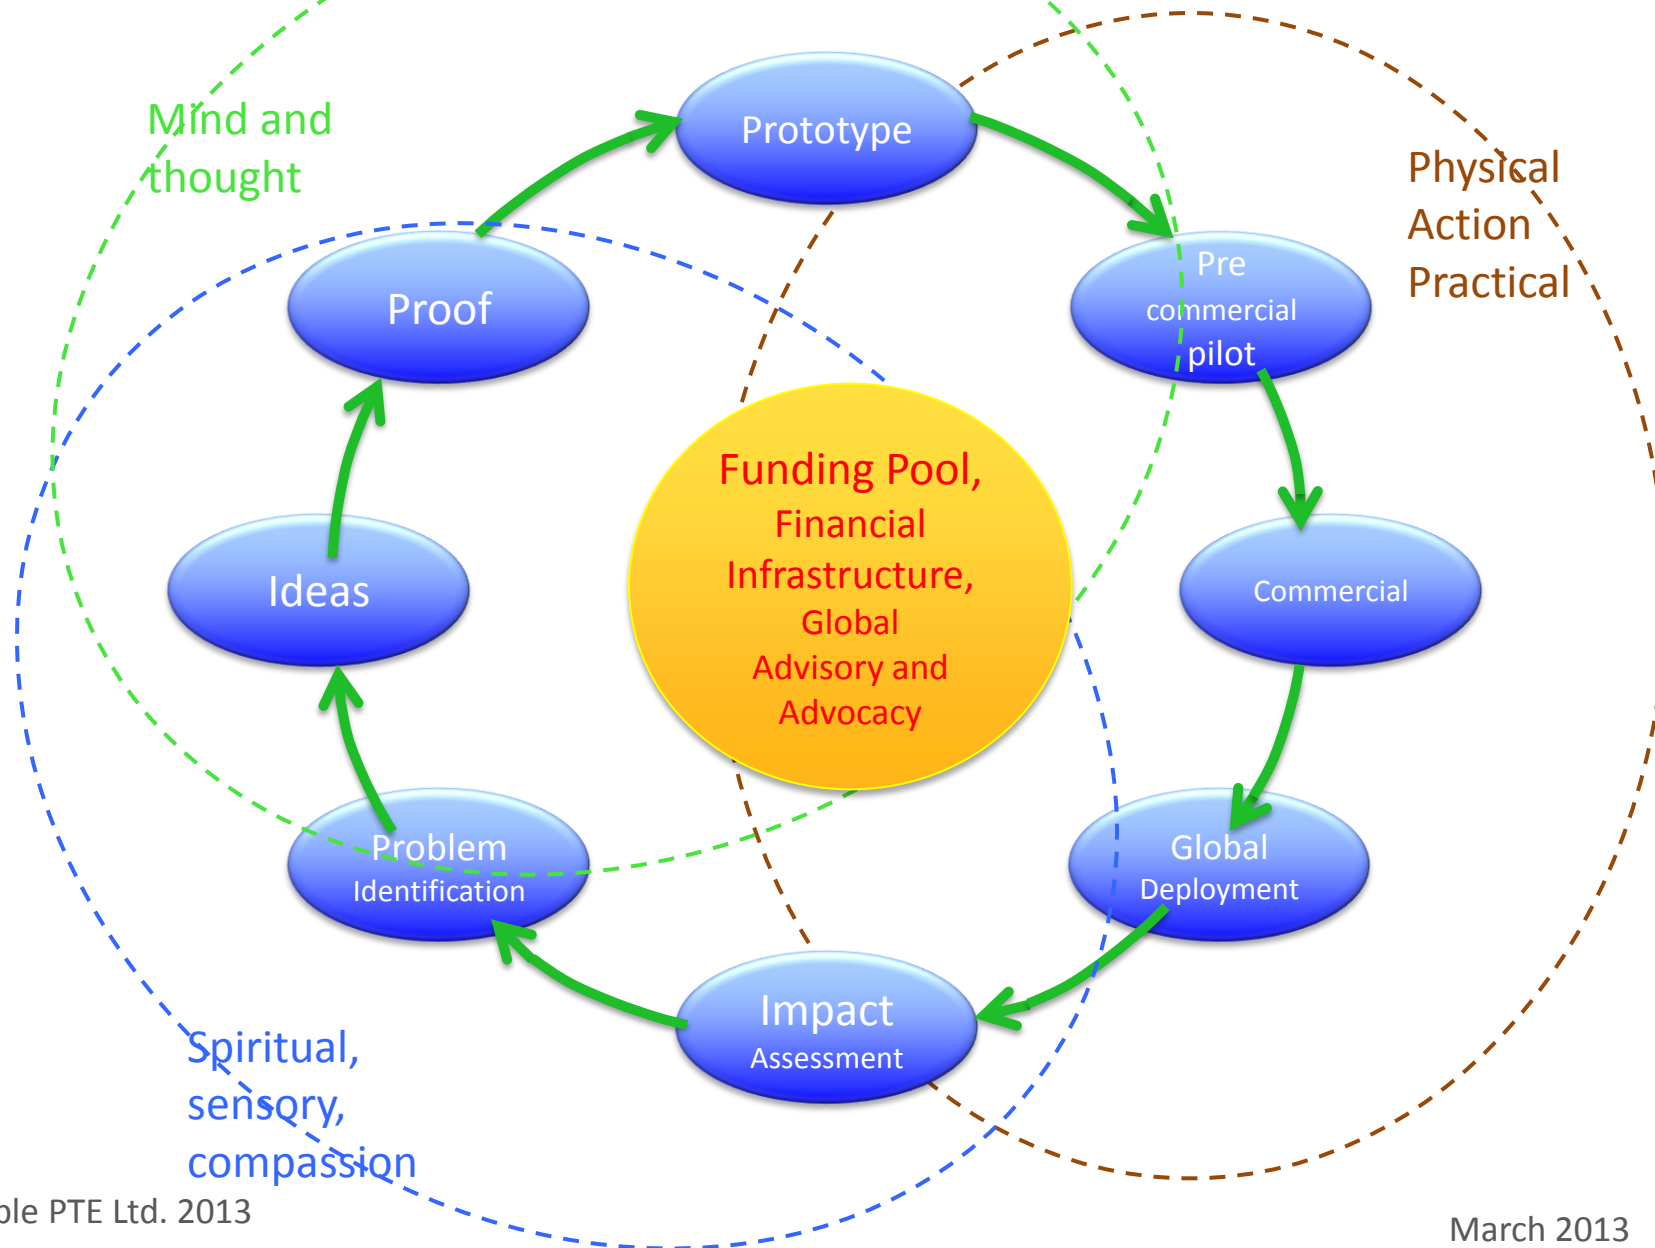 Mind and
thought
Prototype
Physical
Action
Practical
Proof
Pre
commercial
pilot
Funding Pool,
Financial
Infrastructure,
Global
Advisory and
Advocacy
Ideas
Commercial
Problem
Identification
Global
Deployment
Impact
Assessment
Spiritual,
sensory,
compassion
PTE Ltd. 2013
March 2013